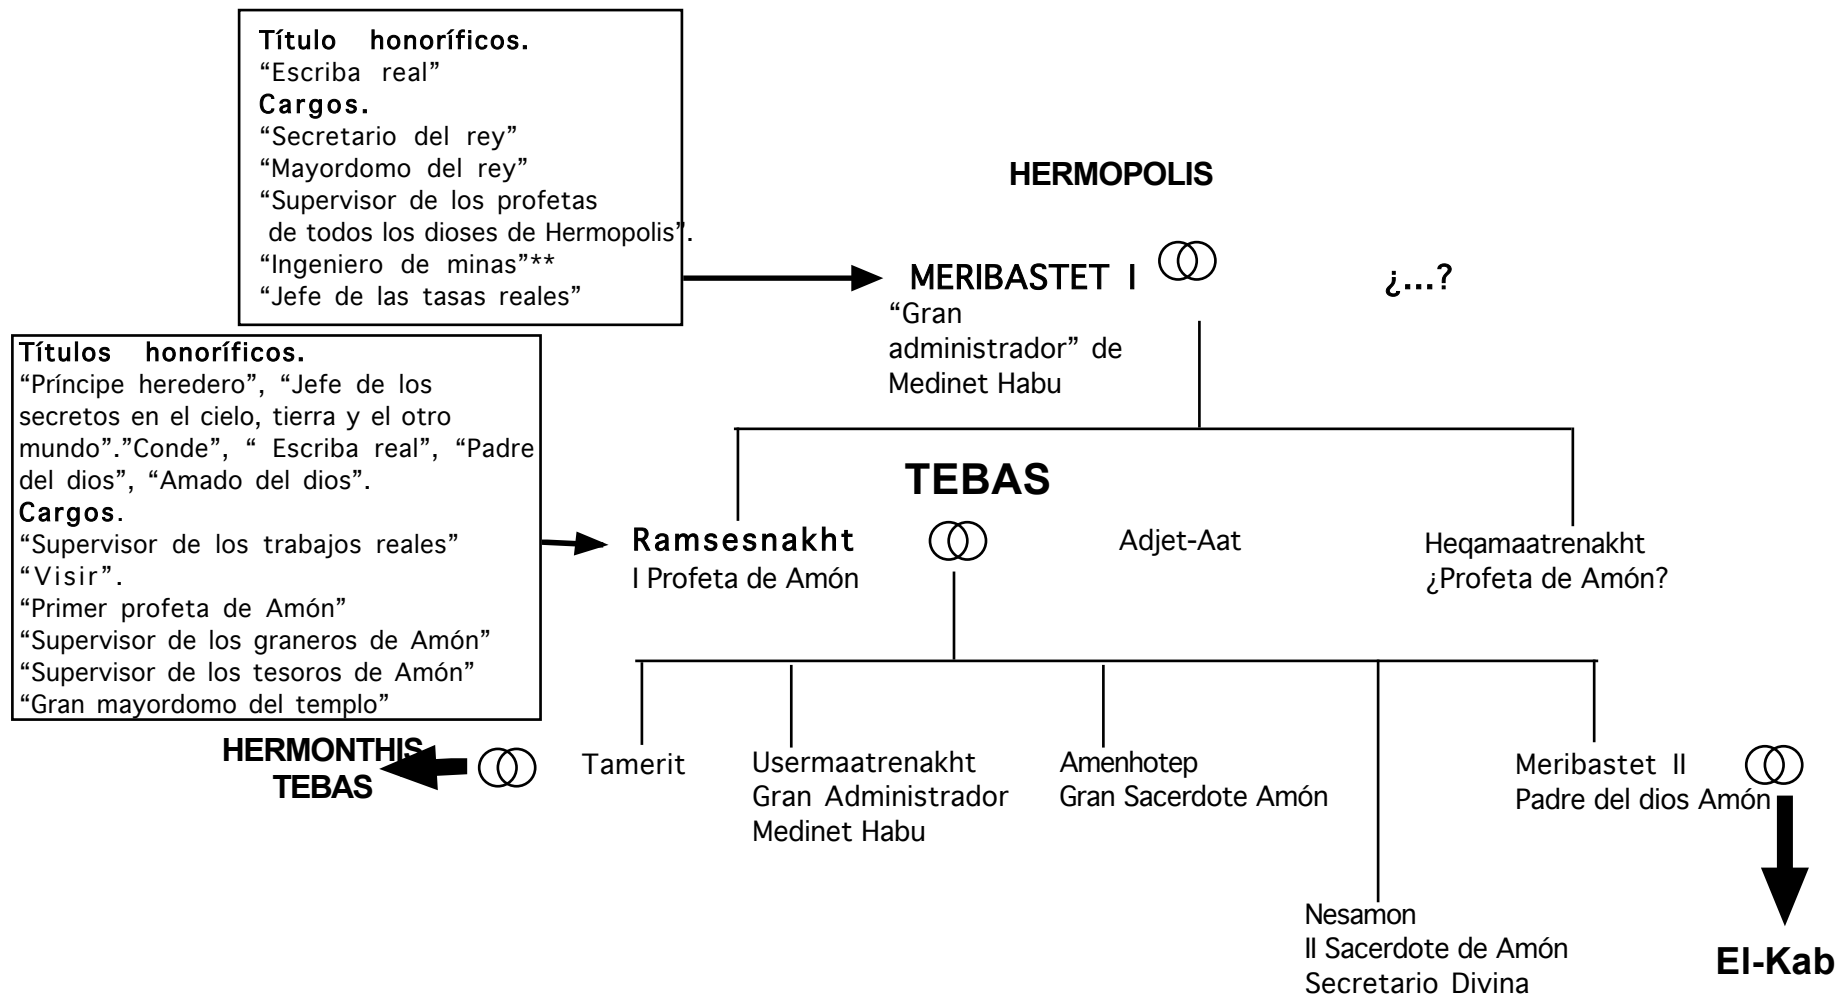 Título honoríficos.
“Escriba real”
Cargos.
“Secretario del rey”
“Mayordomo del rey”
“Supervisor de los profetas
de todos los dioses de Hermopolis”.
“Ingeniero de minas”**
“Jefe de las tasas reales”
HERMOPOLIS
MERIBASTET I
¿...?
“Gran
administrador” de
Medinet Habu
Títulos honoríficos.
“Príncipe heredero”, “Jefe de los
secretos en el cielo, tierra y el otro
mundo”.”Conde”, “ Escriba real”, “Padre
del dios”, “Amado del dios”.
Cargos.
“Supervisor de los trabajos reales”
“Visir”.
“Primer profeta de Amón”
“Supervisor de los graneros de Amón”
“Supervisor de los tesoros de Amón”
“Gran mayordomo del templo”
TEBAS
Ramsesnakht
I Profeta de Amón
Adjet-Aat
Heqamaatrenakht
¿Profeta de Amón?
HERMONTHIS
TEBAS
Tamerit
Usermaatrenakht
Gran Administrador
Medinet Habu
Amenhotep
Gran Sacerdote Amón
Nesamon
II Sacerdote de Amón
Secretario Divina
Meribastet II
Padre del dios Amón
El-Kab